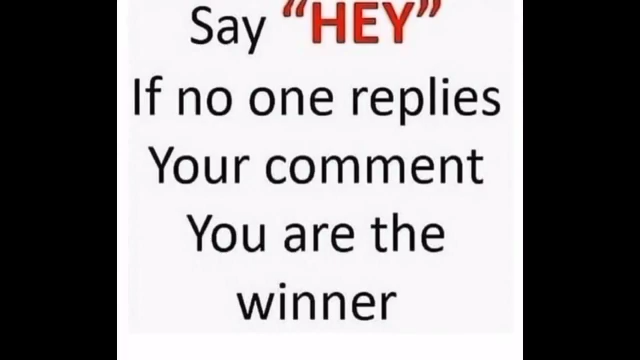 Say “HEY”
If no one replies
Your comment
You are the
winner